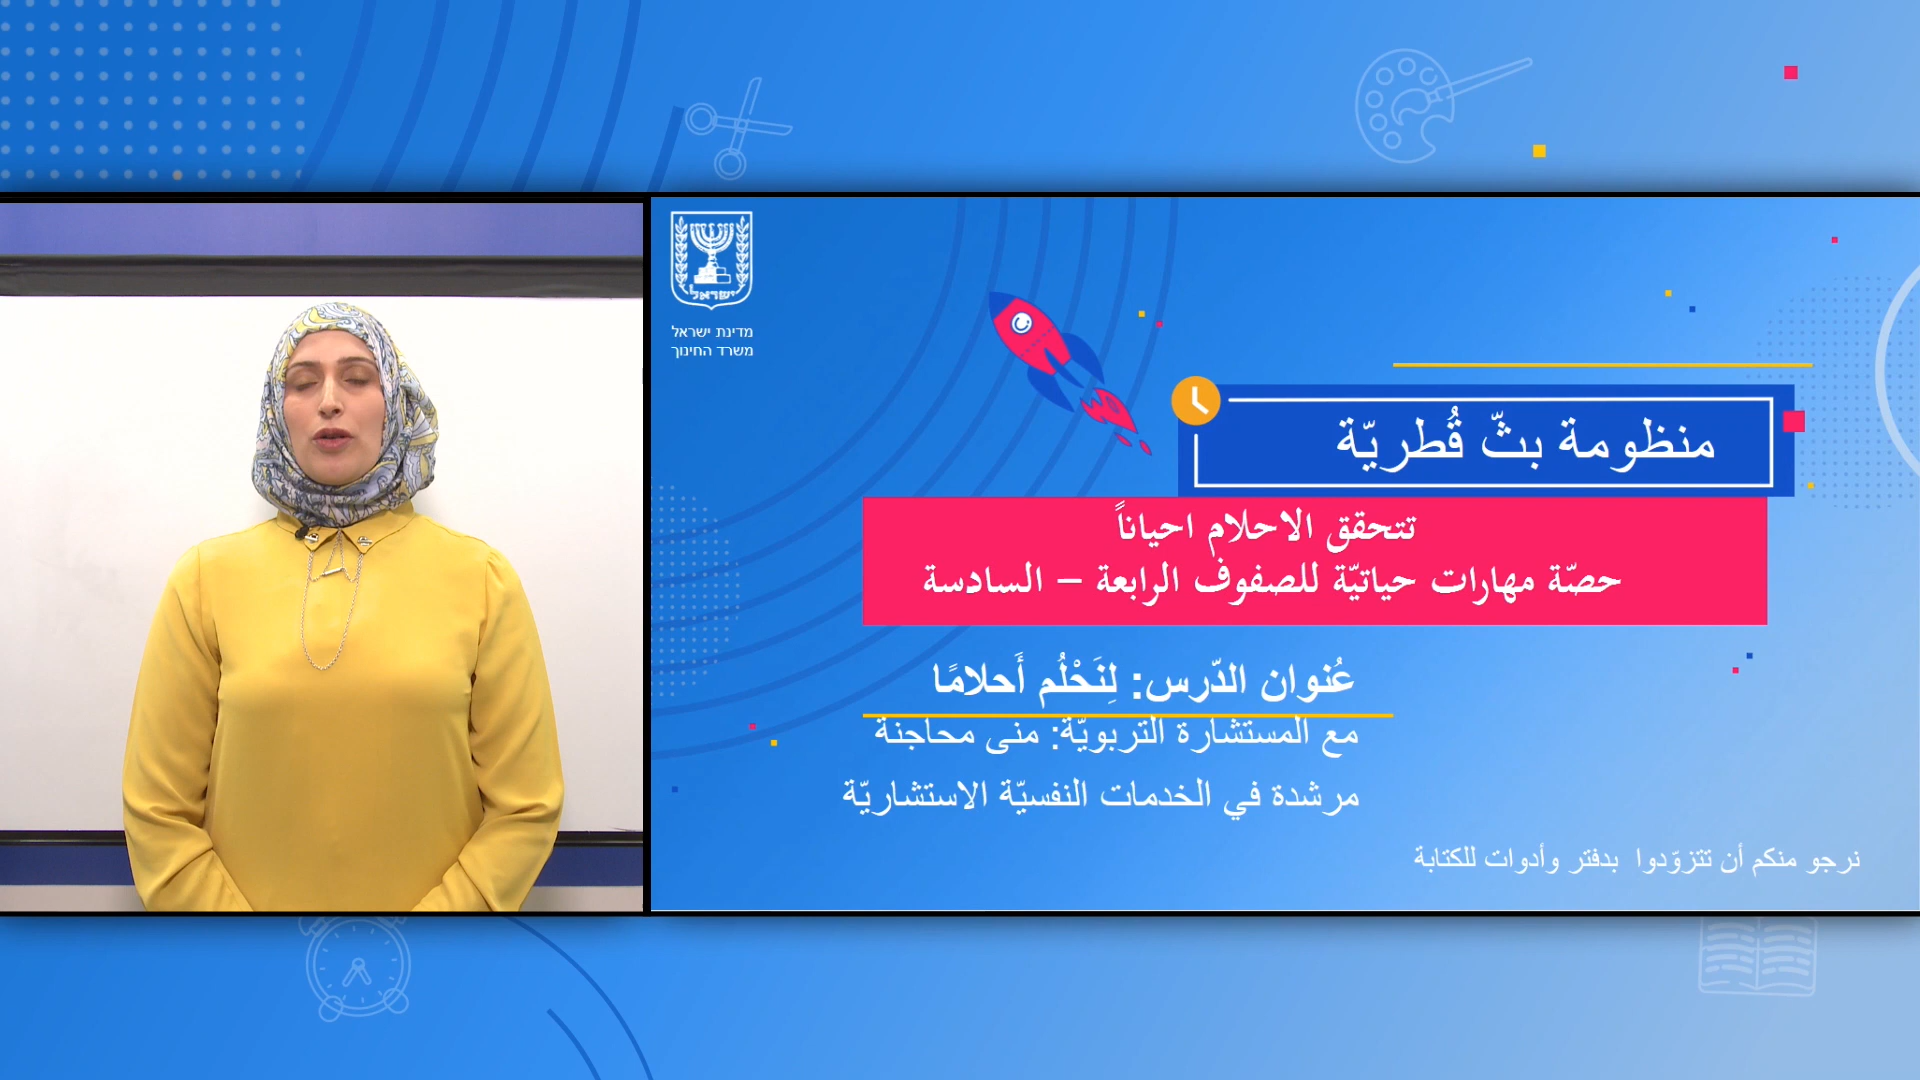 ישראל
מדינת ישראל
משרד החינוך
منظومة بثّ قُطريّة
تتحقق الاحلام احياناً
حصّة مهارات حياتيّة للصفوف الرابعة – السادسة
عُنوان الدّرس: لِنَحْلُم أَحلامًا
مع المستشارة التربويّة: منى محاجنة
مرشدة في الخدمات النفسيّة الاستشاريّة
نرجو منكم أن تتزوّدوا بدفتر وأدوات للكتابة